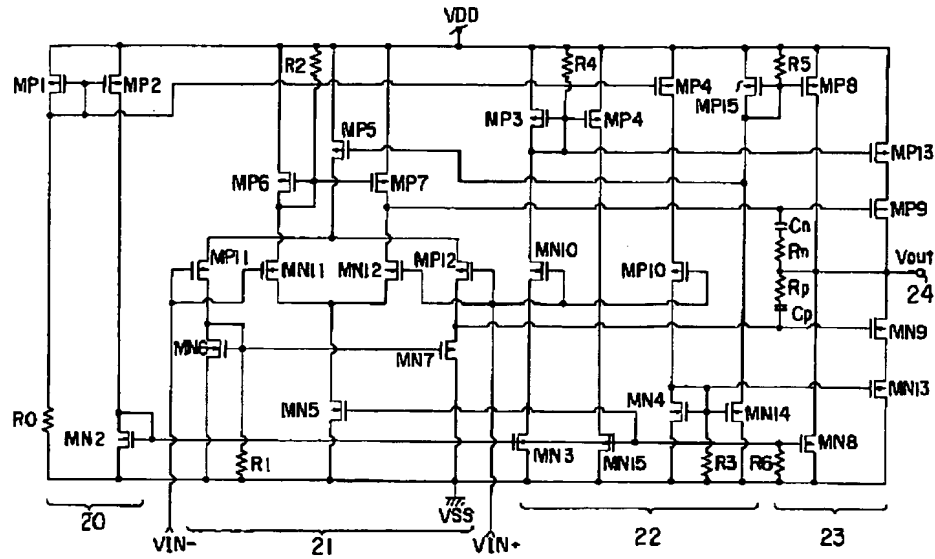 VDD
R2
R4
R5
MP1
MP2
MP4
MP8
MP15
MP5
MP3
MP4
MP13
MP6
MP7
MP9
Cn
Rn
Vout
24
MP11
MN11
MN12
MP12
MN10
MP10
Rp
Cp
MN9
MN6
MN7
MN13
RO
MN5
MN4
MN14
MN2
R1
MN3
MN15
R3
R6
MN8
VSS
20
VIN-
21
VIN+
22
23